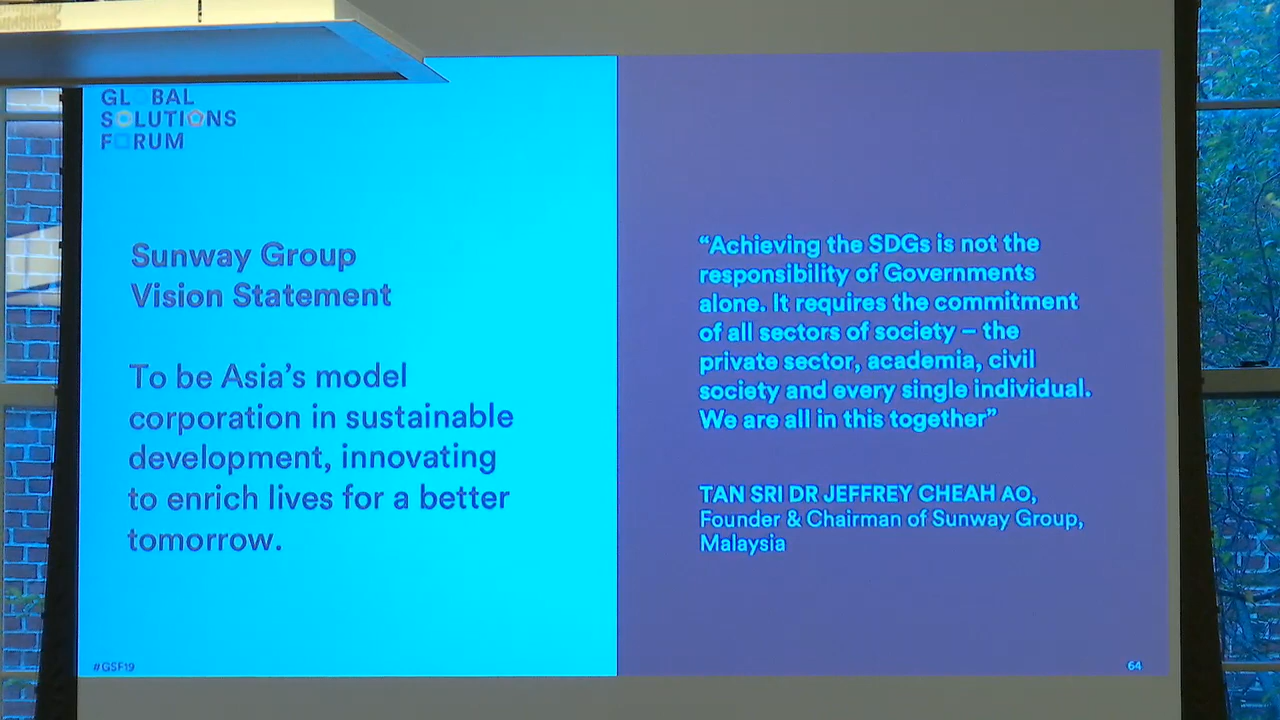 GLOBAL
SOLUTIONS
FORUM
Sunway Group
Vision Statement
To be Asia's model
corporation in sustainable
development, innovating
to enrich lives for a better
tomorrow.
#GSF19
“Achieving the SDGs is not the
responsibility of Governments
alone. It requires the commitment
of all sectors of society – the
private sector, academia, civil
society and every single individual.
We are all in this together”
TAN SRI DR JEFFREY CHEAH AO,
Founder & Chairman of Sunway Group,
Malaysia
64